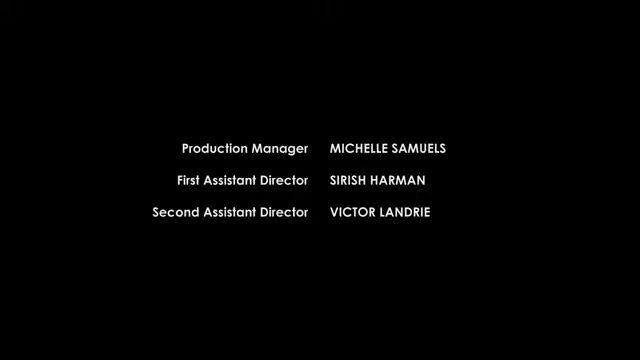 Production Manager MICHELLE SAMUELS
First Assistant Director SIRISH HARMAN
Second Assistant Director VICTOR LANDRIE